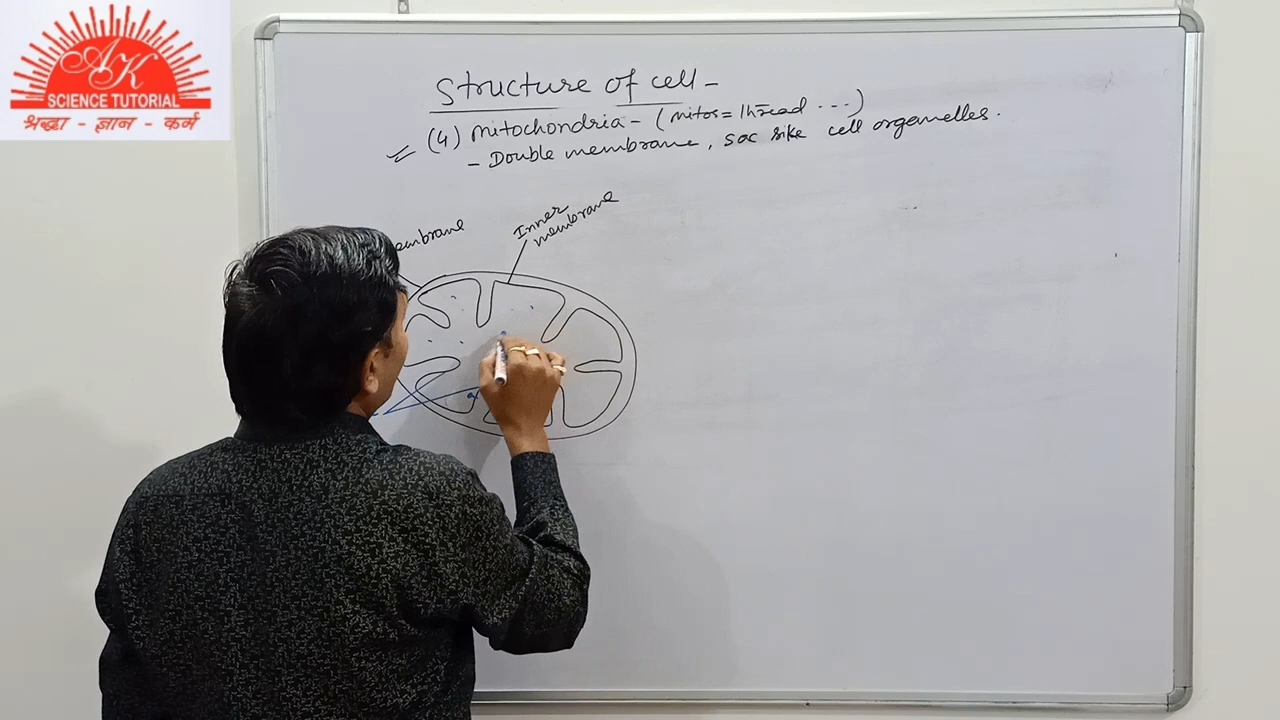 AK
SCIENCE TUTORIAL
श्रद्धा - ज्ञान - कर्म
Structure of cell -
(4) Mitochondria - (mitos = thread ---)
- Double membrane, sac like cell organelles.
embrane
Inner
membrane